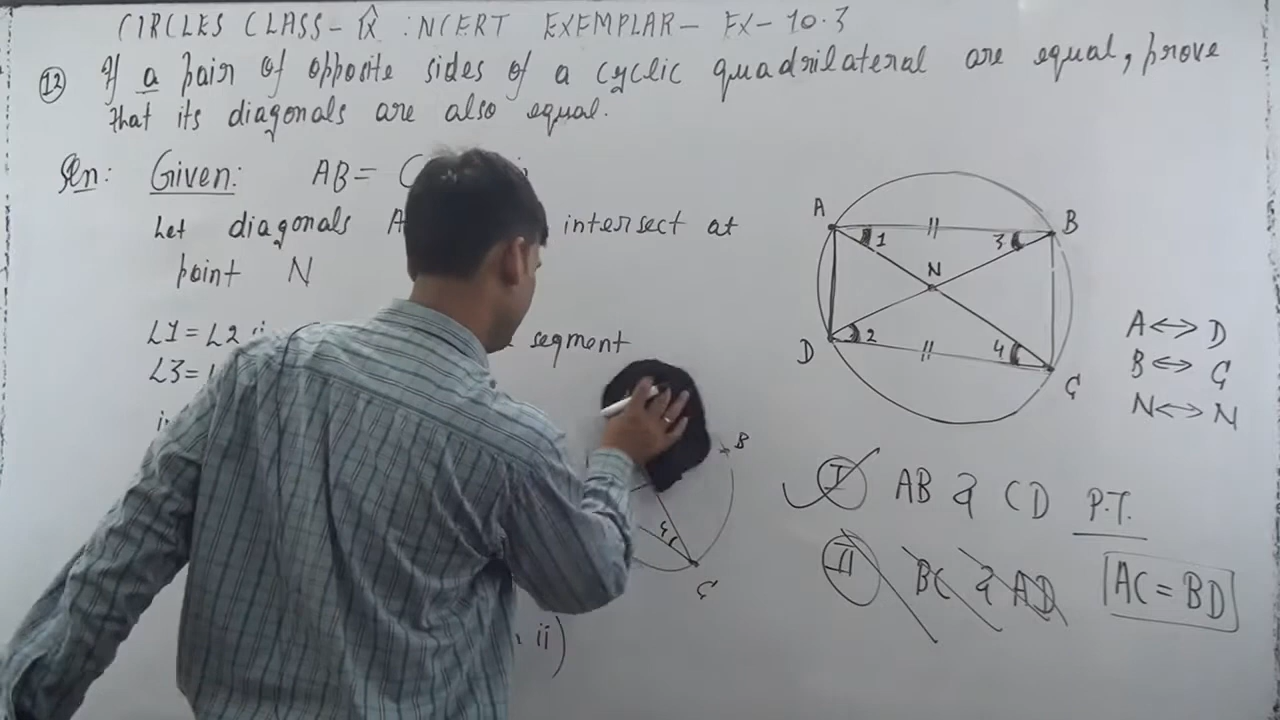 CIRCLES CLASS- IX : NCERT EXEMPLAR- EX- 10.3
(12) If a pair of opposite sides of a cyclic quadrilateral are equal, prove
that its diagonals are also equal.
Given: AB= C
Let diagonals A intersect at
point N
∠1=∠2 segment
∠3=
ii)
B
4
C
A
B
1
3
N
D
2
4
C
A↔D
B↔C
N↔N
I AB & CD P.T.
II BC & AD AC = BD